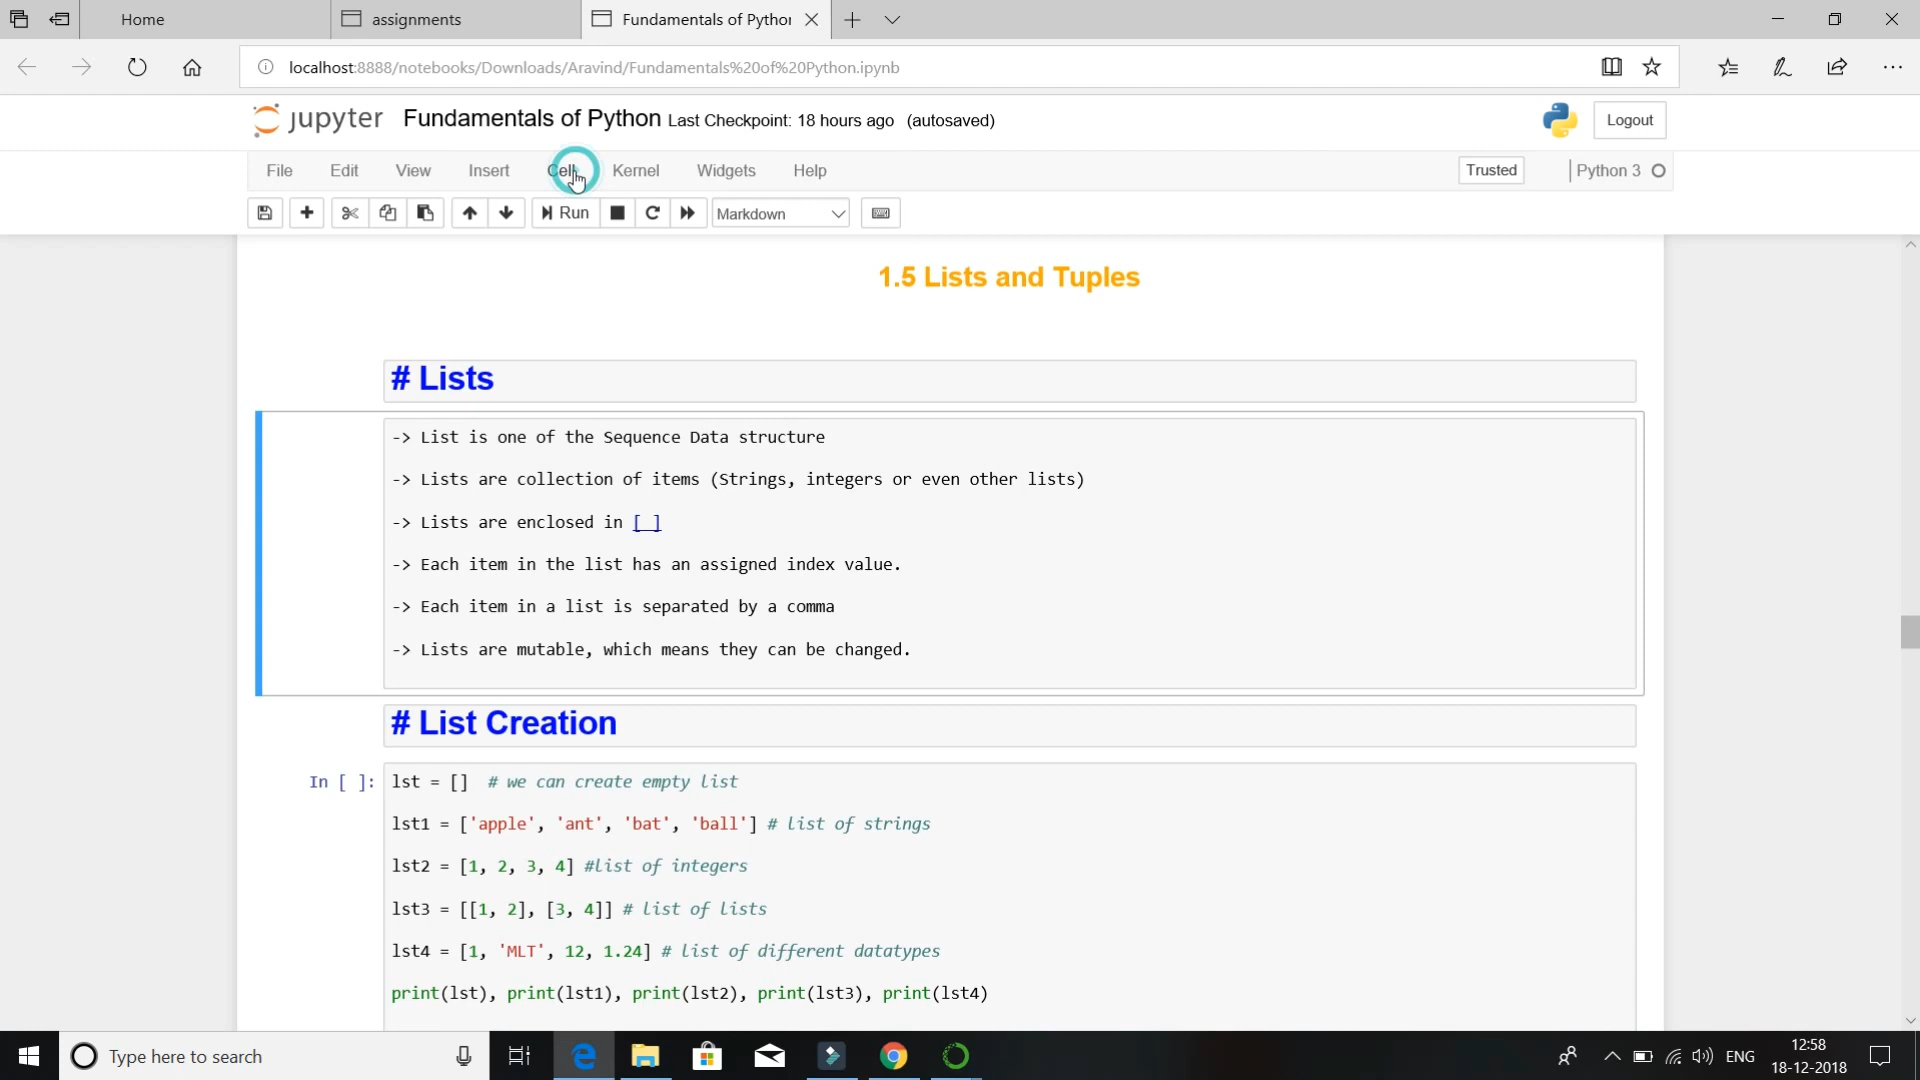 Home
assignments
Fundamentals of Python
localhost:8888/notebooks/Downloads/Aravind/Fundamentals%20of%20Python.ipynb
jupyter Fundamentals of Python Last Checkpoint: 18 hours ago (autosaved)
Logout
File Edit View Insert Cell Kernel Widgets Help
Trusted
Python 3
Run
Markdown
1.5 Lists and Tuples
# Lists
-> List is one of the Sequence Data structure
-> Lists are collection of items (Strings, integers or even other lists)
-> Lists are enclosed in [ ]
-> Each item in the list has an assigned index value.
-> Each item in a list is separated by a comma
-> Lists are mutable, which means they can be changed.
# List Creation
In [ ]: lst = [] # we can create empty list
lst1 = ['apple', 'ant', 'bat', 'ball'] # list of strings
lst2 = [1, 2, 3, 4] #list of integers
lst3 = [[1, 2], [3, 4]] # list of lists
lst4 = [1, 'MLT', 12, 1.24] # list of different datatypes
print(lst), print(lst1), print(lst2), print(lst3), print(lst4)
Type here to search
ENG
12:58
18-12-2018